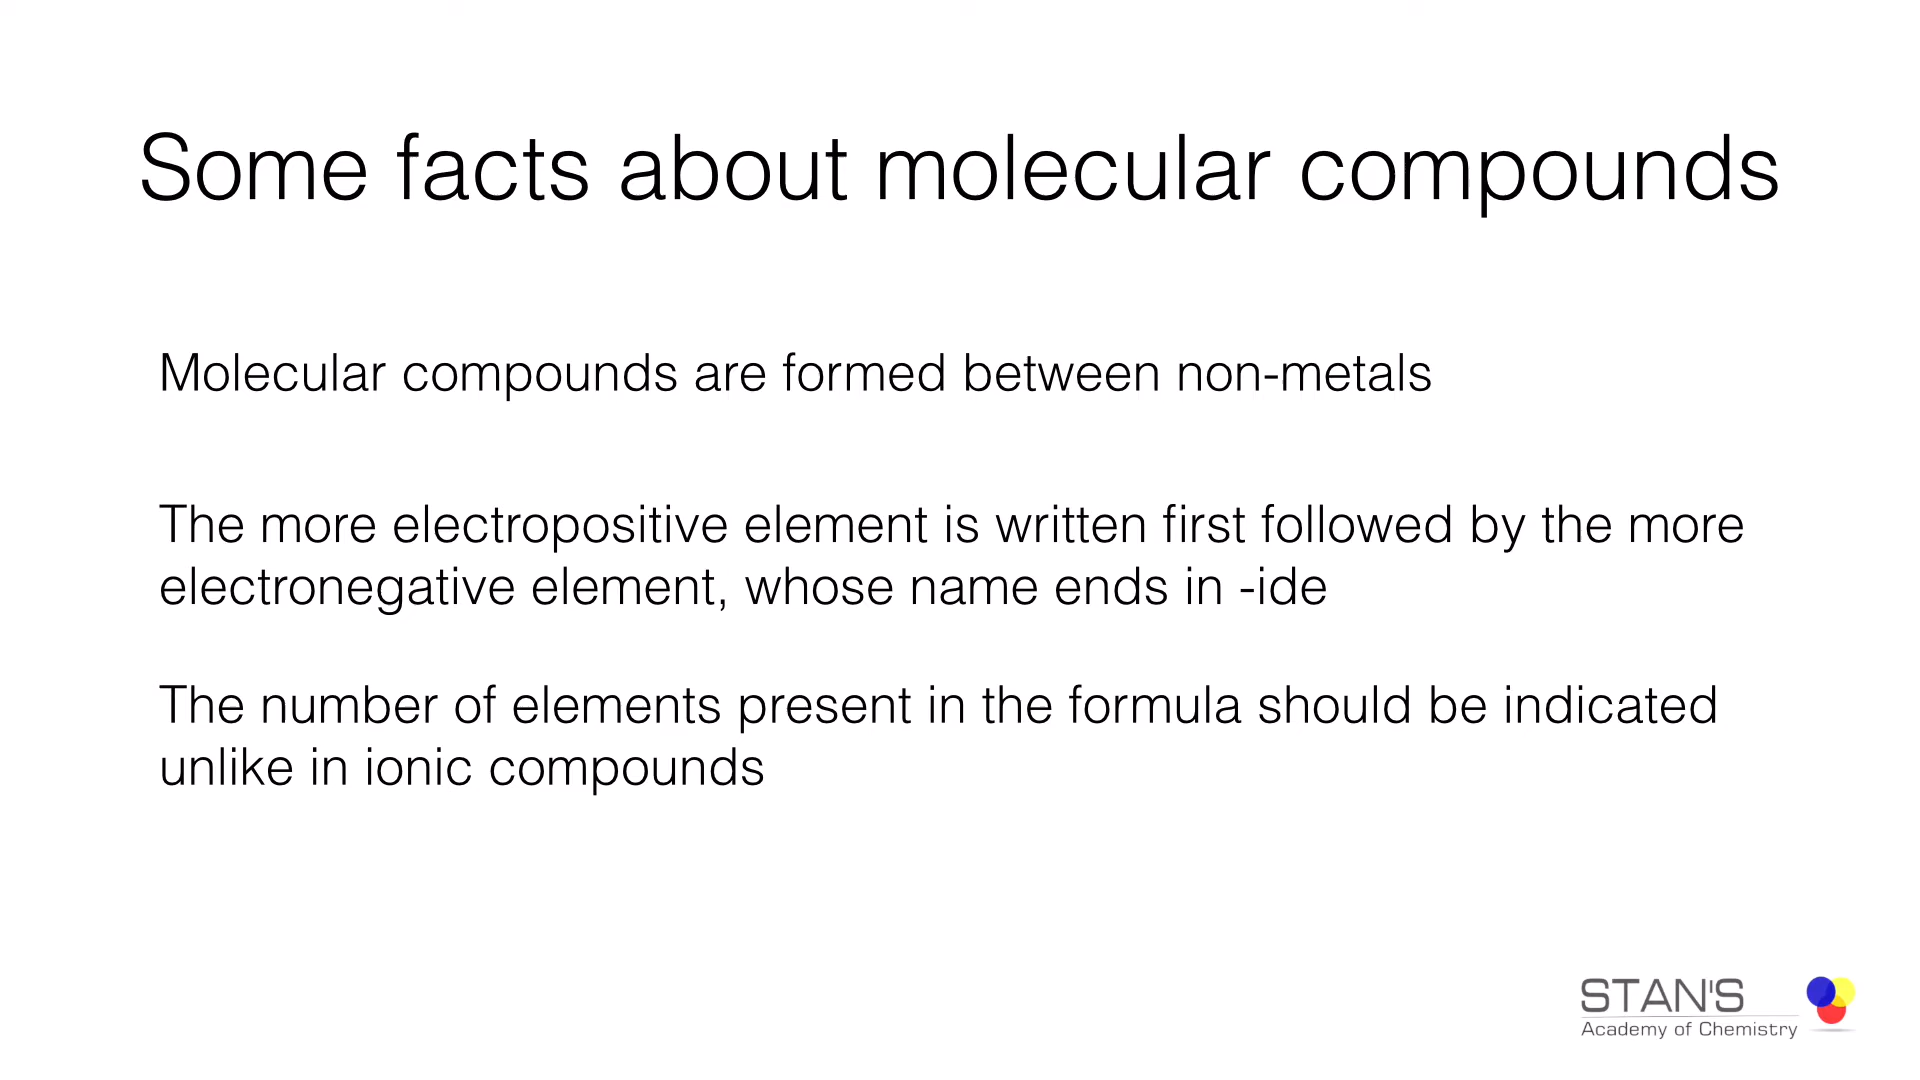 Some facts about molecular compounds
Molecular compounds are formed between non-metals
The more electropositive element is written first followed by the more
electronegative element, whose name ends in -ide
The number of elements present in the formula should be indicated
unlike in ionic compounds
STAN'S
Academy of Chemistry